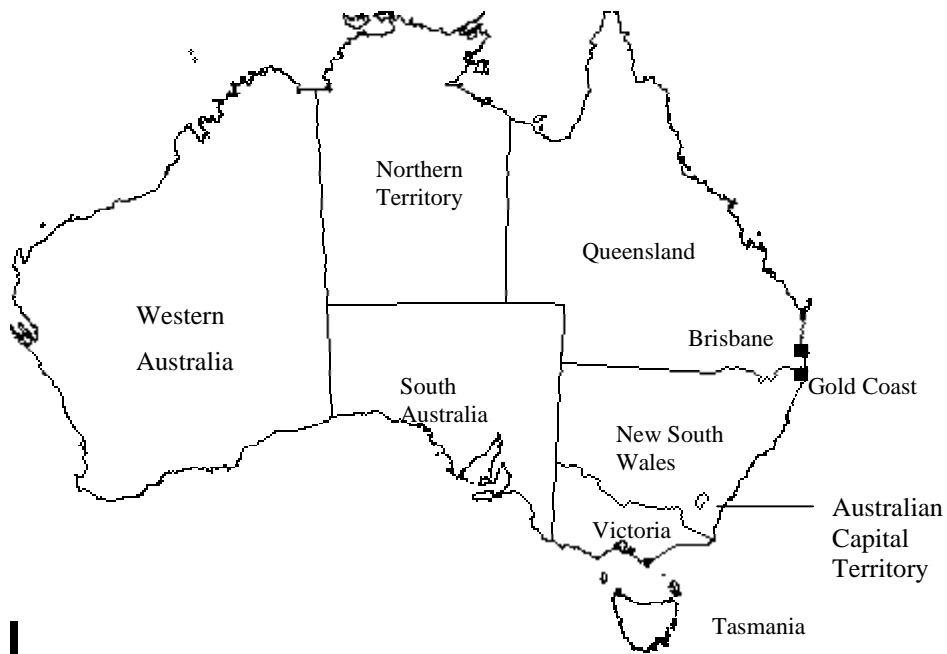 Northern
Territory
Queensland
Western
Australia
Brisbane
Gold Coast
South
Australia
New South
Wales
Victoria
Australian
Capital
Territory
Tasmania